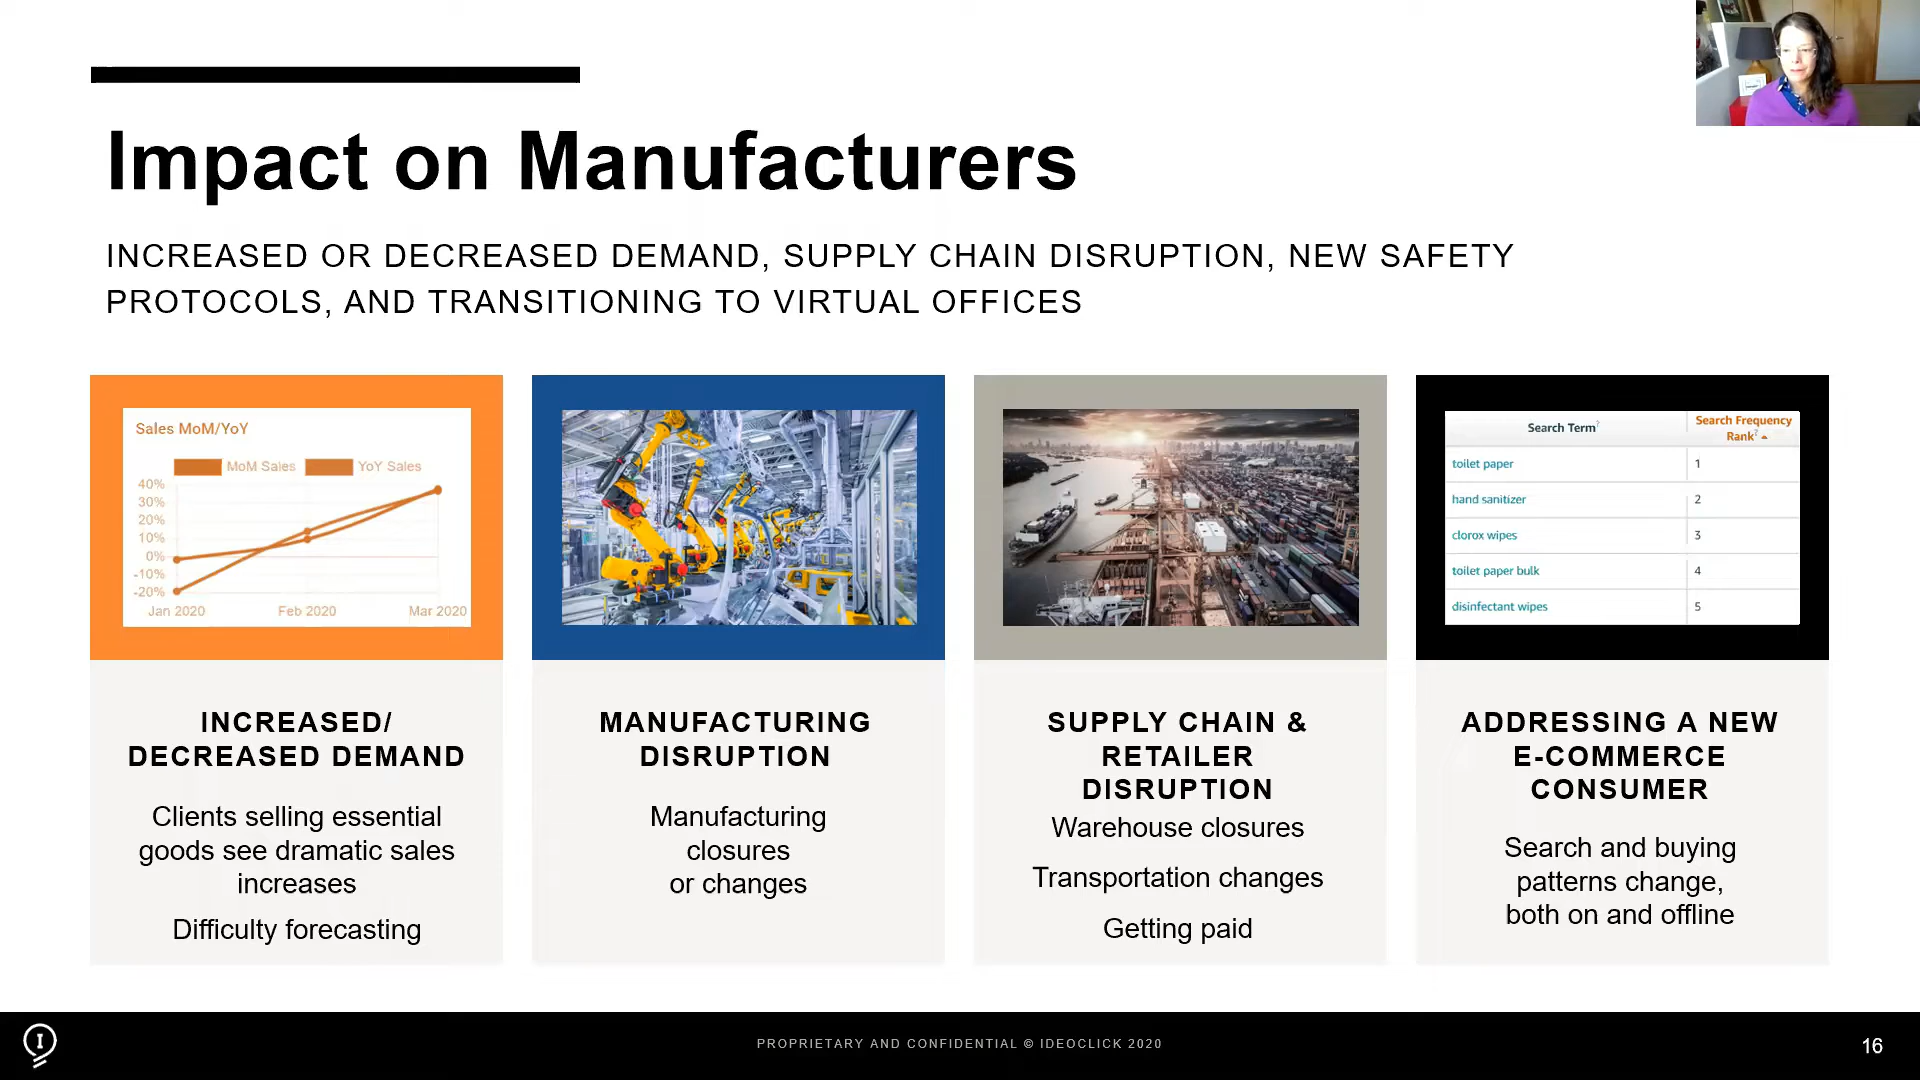 Impact on Manufacturers
INCREASED OR DECREASED DEMAND, SUPPLY CHAIN DISRUPTION, NEW SAFETY
PROTOCOLS, AND TRANSITIONING TO VIRTUAL OFFICES
Sales MoM/YoY
MoM Sales YoY Sales
40%
30%
20%
10%
0%
-10%
-20%
Jan 2020 Feb 2020 Mar 2020
INCREASED/
DECREASED DEMAND
Clients selling essential
goods see dramatic sales
increases
Difficulty forecasting
MANUFACTURING
DISRUPTION
Manufacturing
closures
or changes
SUPPLY CHAIN &
RETAILER
DISRUPTION
Warehouse closures
Transportation changes
Getting paid
Search Term? Search Frequency
Rank?
toilet paper 1
hand sanitizer 2
clorox wipes 3
toilet paper bulk 4
disinfectant wipes 5
ADDRESSING A NEW
E-COMMERCE
CONSUMER
Search and buying
patterns change,
both on and offline
I
PROPRIETARY AND CONFIDENTIAL © IDEOCLICK 2020
16